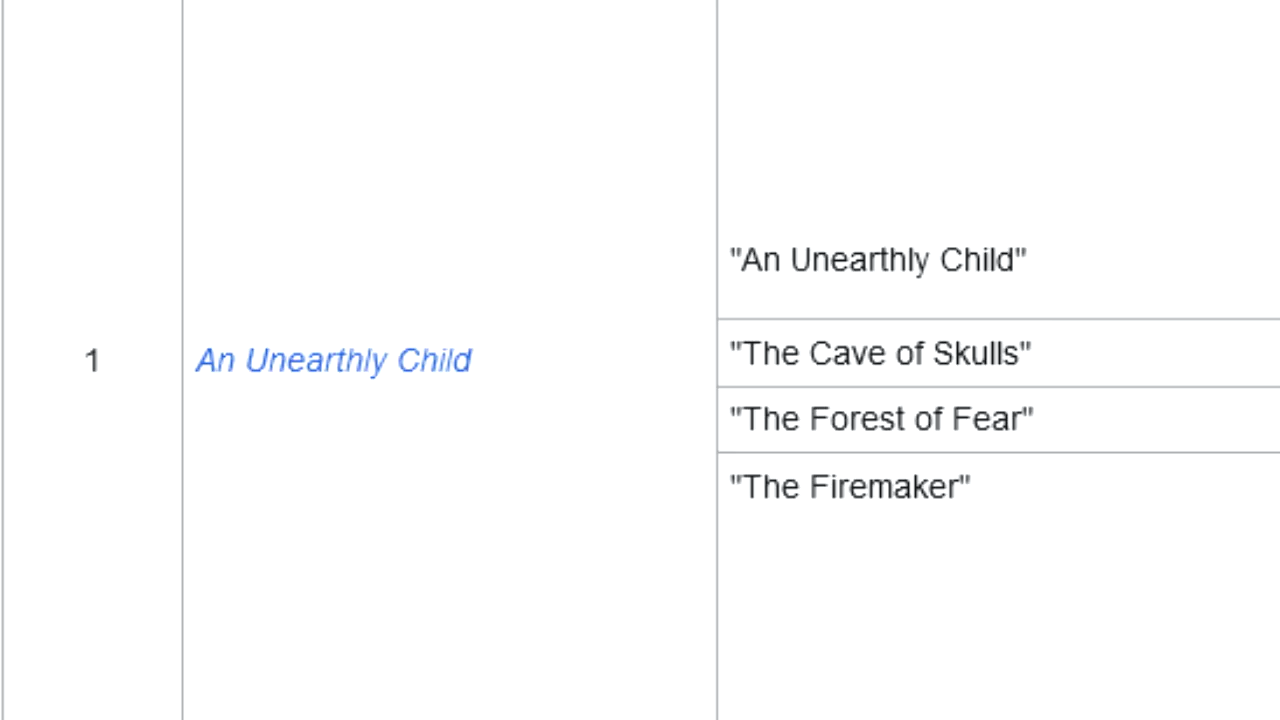 1
An Unearthly Child
"An Unearthly Child"
"The Cave of Skulls"
"The Forest of Fear"
"The Firemaker"